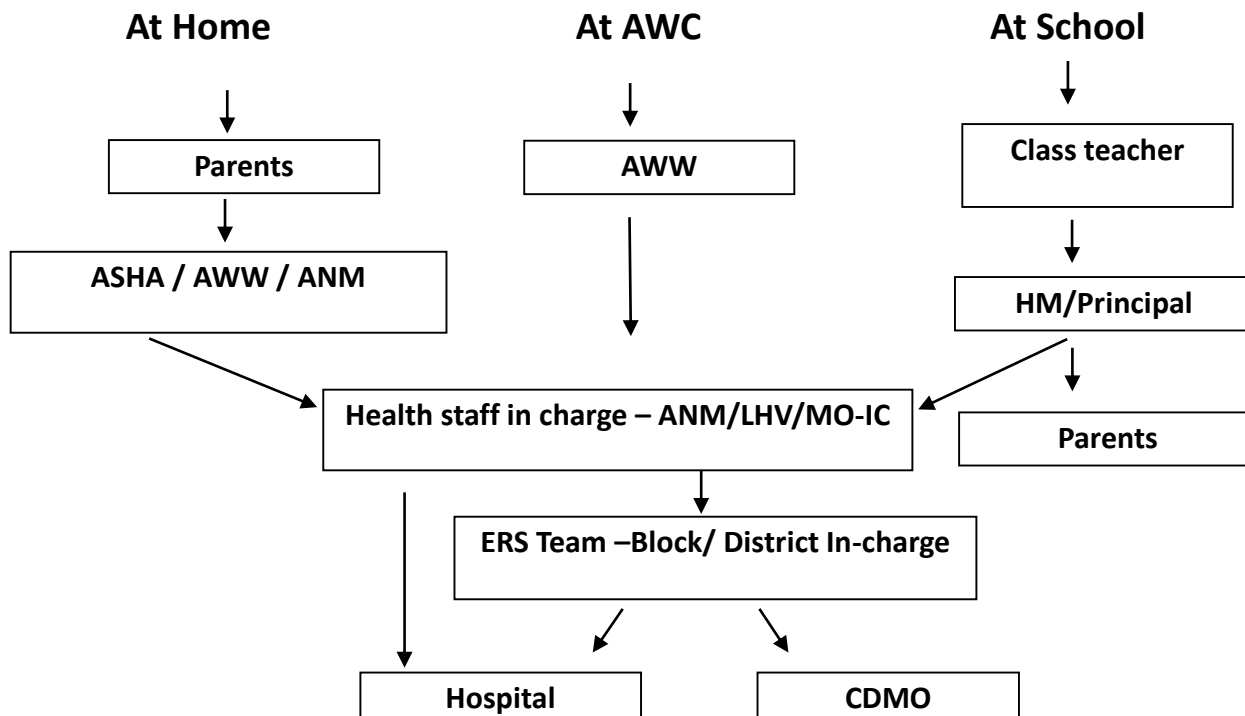 At Home
At AWC
At School
Parents
AWW
Class teacher
ASHA / AWW / ANM
HM/Principal
Health staff in charge – ANM/LHV/MO-IC
Parents
ERS Team –Block/ District In-charge
Hospital
CDMO